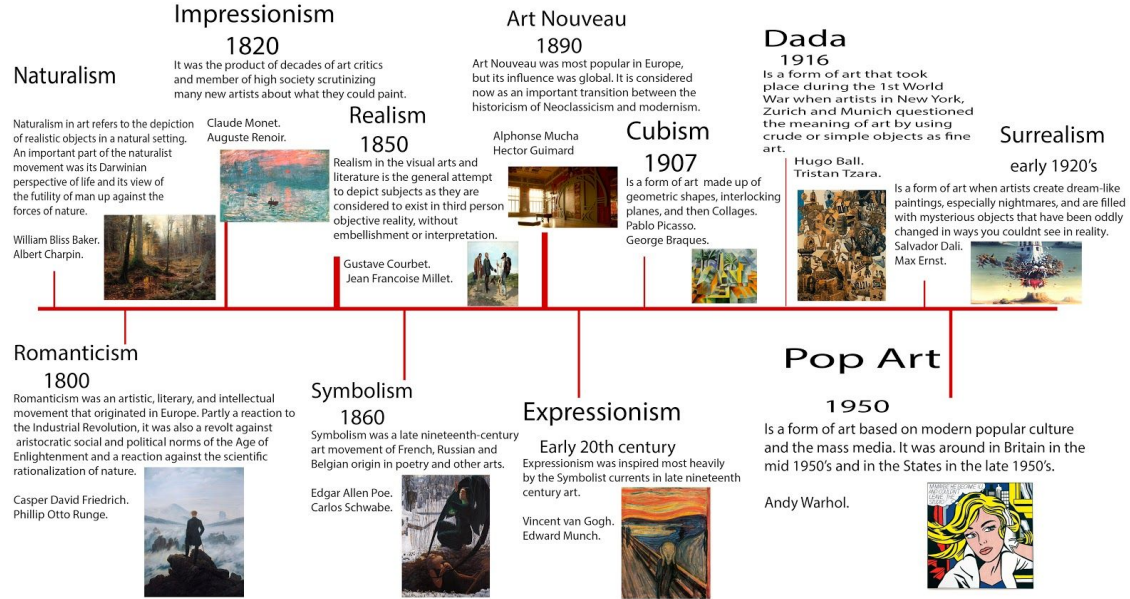 Naturalism
Naturalism in art refers to the depiction
of realistic objects in a natural setting.
An important part of the naturalist
movement was its Darwinian
perspective of life and its view of
the futility of man up against the
forces of nature.
William Bliss Baker.
Albert Charpin.
Impressionism
1820
It was the product of decades of art critics
and member of high society scrutinizing
many new artists about what they could paint.
Claude Monet.
Auguste Renoir.
Realism
1850
Realism in the visual arts and
literature is the general attempt
to depict subjects as they are
considered to exist in third person
objective reality, without
embellishment or interpretation.
Gustave Courbet.
Jean Francoise Millet.
Art Nouveau
1890
Art Nouveau was most popular in Europe,
but its influence was global. It is considered
now as an important transition between the
historicism of Neoclassicism and modernism.
Alphonse Mucha
Hector Guimard
Cubism
1907
Is a form of art made up of
geometric shapes, interlocking
planes, and then Collages.
Pablo Picasso.
George Braques.
Dada
1916
Is a form of art that took
place during the 1st World
War when artists in New York,
Zurich and Munich questioned
the meaning of art by using
crude or simple objects as fine
art.
Hugo Ball.
Tristan Tzara.
Surrealism
early 1920's
Is a form of art when artists create dream-like
paintings, especially nightmares, and are filled
with mysterious objects that have been oddly
changed in ways you couldnt see in reality.
Salvador Dali.
Max Ernst.
Romanticism
1800
Romanticism was an artistic, literary, and intellectual
movement that originated in Europe. Partly a reaction to
the Industrial Revolution, it was also a revolt against
aristocratic social and political norms of the Age of
Enlightenment and a reaction against the scientific
rationalization of nature.
Casper David Friedrich.
Phillip Otto Runge.
Symbolism
1860
Symbolism was a late nineteenth-century
art movement of French, Russian and
Belgian origin in poetry and other arts.
Edgar Allen Poe.
Carlos Schwabe.
Expressionism
Early 20th century
Expressionism was inspired most heavily
by the Symbolist currents in late nineteenth
century art.
Vincent van Gogh.
Edward Munch.
Pop Art
1950
Is a form of art based on modern popular culture
and the mass media. It was around in Britain in the
mid 1950's and in the States in the late 1950's.
Andy Warhol.